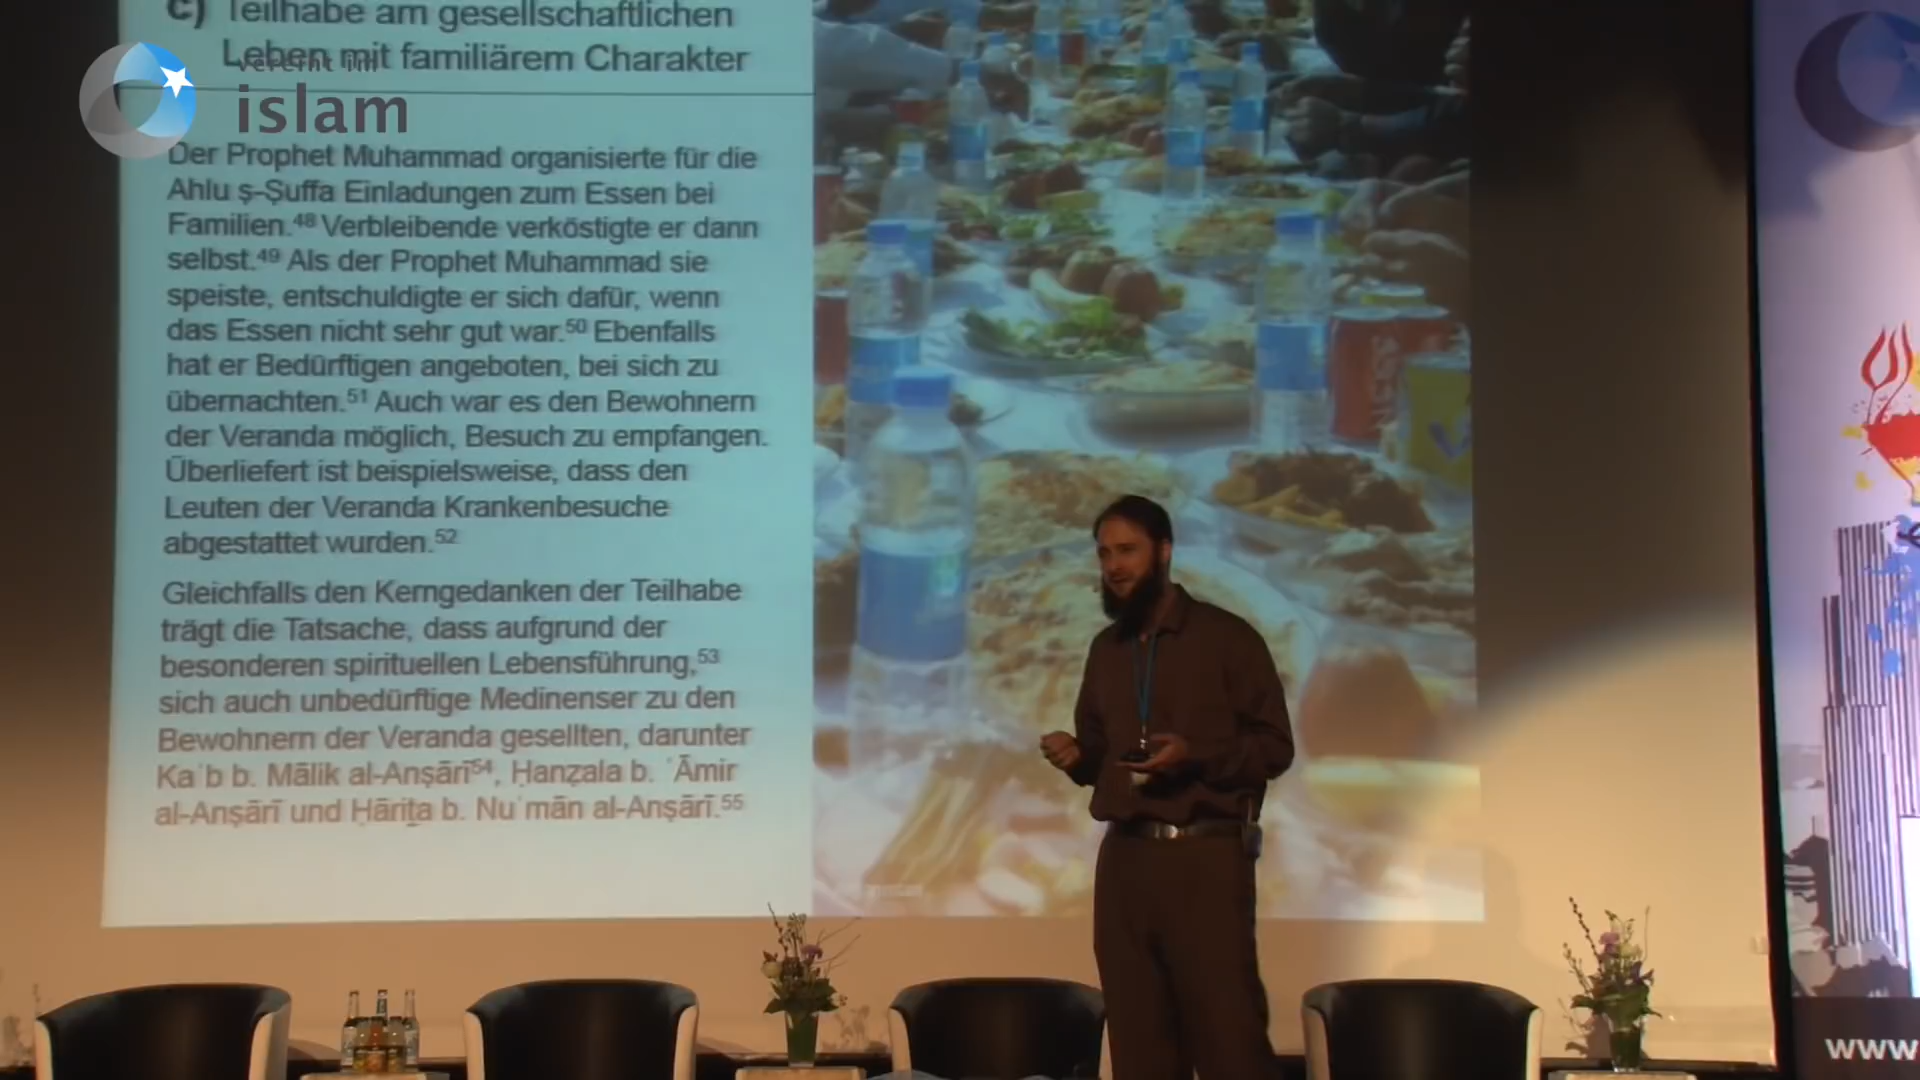 c) Teilhabe am gesellschaftlichen
Leben mit familiärem Charakter
vereint im
islam
Der Prophet Muhammad organisierte für die
Ahlu ṣ-Ṣuffa Einladungen zum Essen bei
Familien.⁴⁸ Verbleibende verköstigte er dann
selbst.⁴⁹ Als der Prophet Muhammad sie
speiste, entschuldigte er sich dafür, wenn
das Essen nicht sehr gut war.⁵⁰ Ebenfalls
hat er Bedürftigen angeboten, bei sich zu
übernachten.⁵¹ Auch war es den Bewohnern
der Veranda möglich, Besuch zu empfangen.
Überliefert ist beispielsweise, dass den
Leuten der Veranda Krankenbesuche
abgestattet wurden.⁵²
Gleichfalls den Kerngedanken der Teilhabe
trägt die Tatsache, dass aufgrund der
besonderen spirituellen Lebensführung,⁵³
sich auch unbedürftige Medinenser zu den
Bewohnern der Veranda gesellten, darunter
Kaʿb b. Mālik al-Anṣārī⁵⁴, Ḥanẓala b. ʿĀmir
al-Anṣārī und Ḥāriṯa b. Nuʿmān al-Anṣārī.⁵⁵
www.